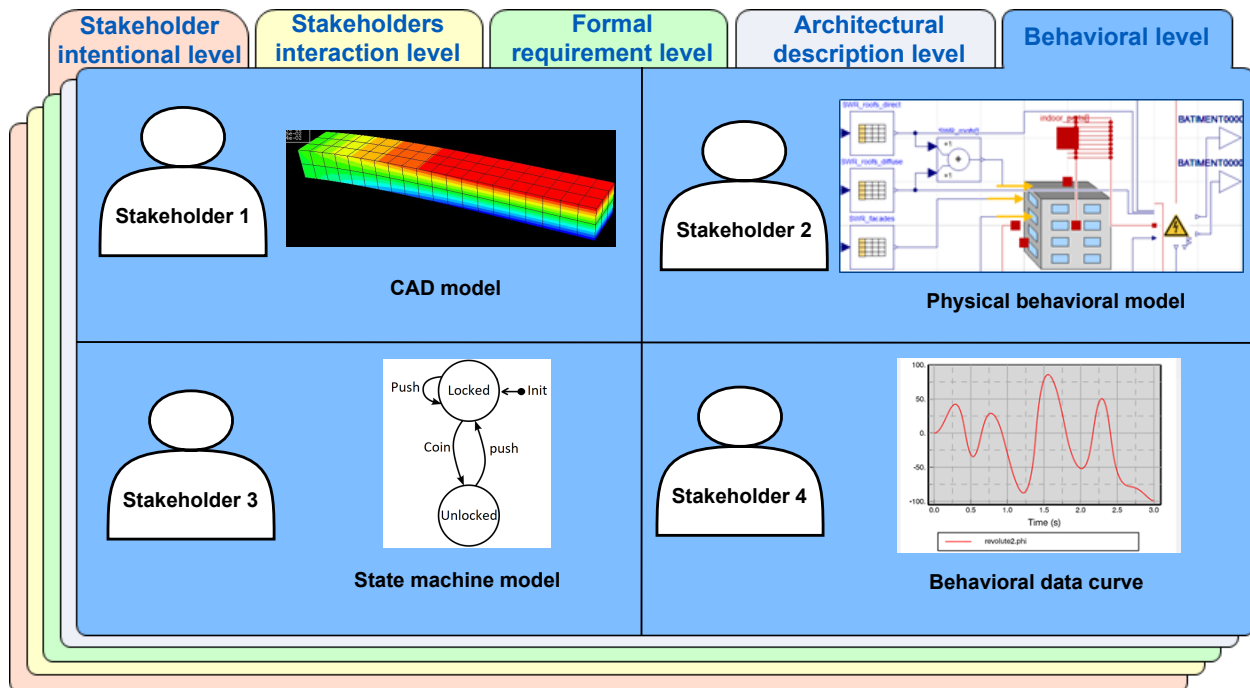 Stakeholder
intentional level
Stakeholders
interaction level
Formal
requirement level
Architectural
description level
Behavioral level
Stakeholder 1
CAD model
Stakeholder 2
SWR_roofs_direct
SWR_roofs_diffuse
SWR_facades
+1
+
+1
BATIMENT0000
BATIMENT0000
Physical behavioral model
Stakeholder 3
Push
Locked
Init
Coin
push
Unlocked
State machine model
Stakeholder 4
100.
50.
0.
-50.
-100.
0.0 0.5 1.0 1.5 2.0 2.5 3.0
Time (s)
revolute2.phi
Behavioral data curve